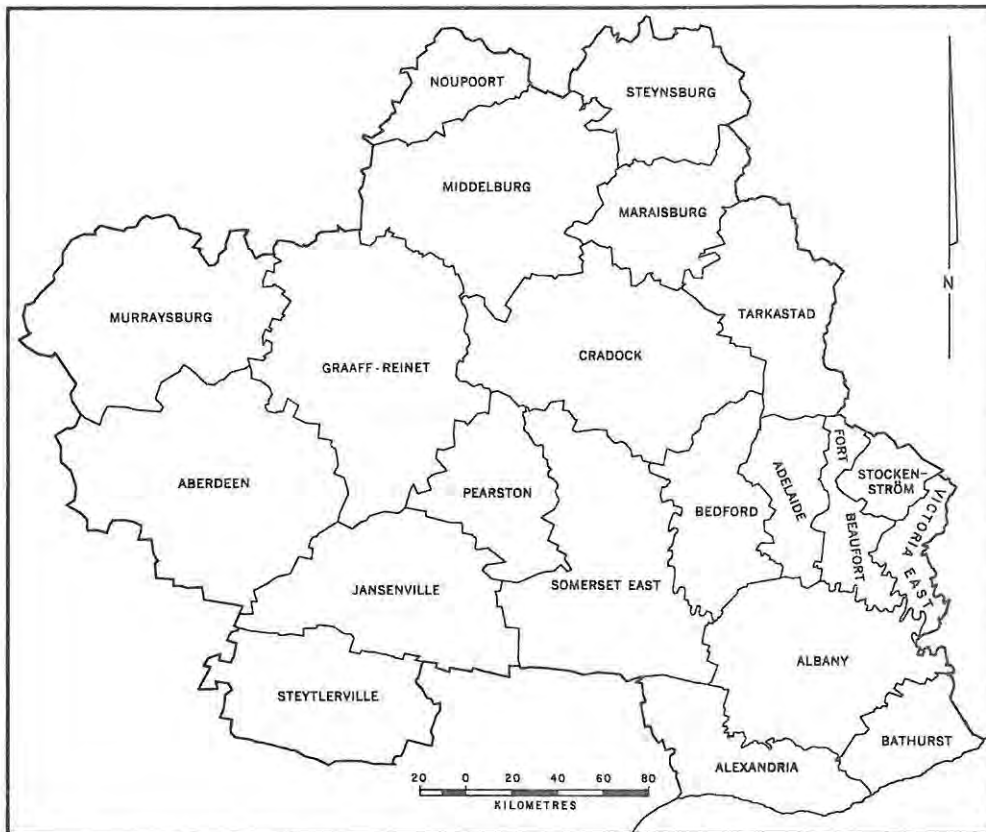 NOUPOORT
STEYNSBURG
MIDDELBURG
MARAISBURG
N
MURRAYSBURG
TARKASTAD
CRADOCK
GRAAFF-REINET
ABERDEEN
PEARSTON
BEDFORD
ADELAIDE
FORT
BEAUFORT
STOCKEN-
STRÖM
VICTORIA EAST
JANSENVILLE
SOMERSET EAST
ALBANY
STEYTLERVILLE
BATHURST
ALEXANDRIA
20 0 20 40 60 80
KILOMETRES